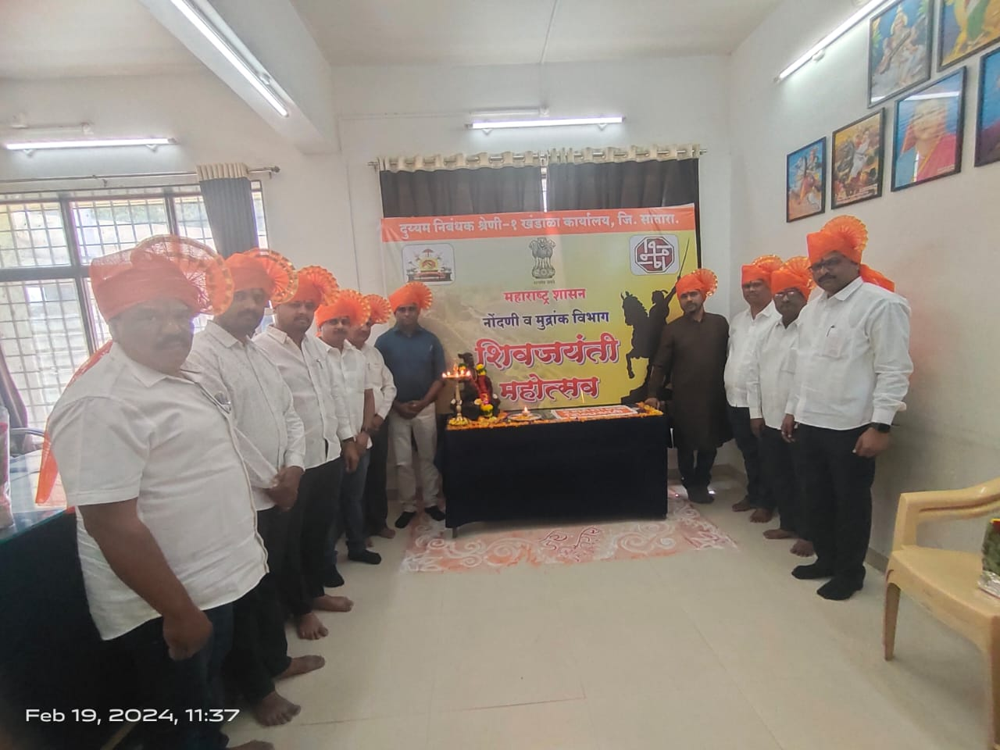 दुय्यम निबंधक श्रेणी-१ खंडाळा कार्यालय, जि. सातारा.
महाराष्ट्र शासन
नोंदणी व मुद्रांक विभाग
शिवजयंती
महोत्सव
Feb 19, 2024, 11:37